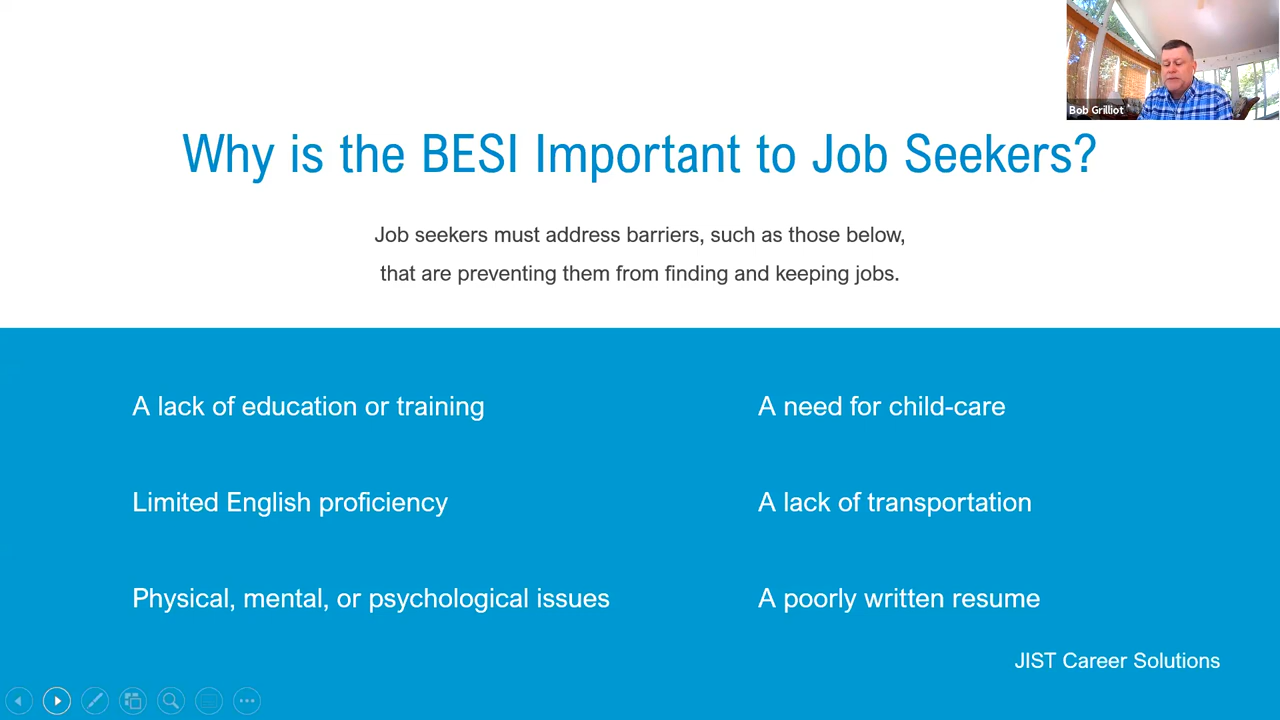 Bob Grilliot
Why is the BESI Important to Job Seekers?
Job seekers must address barriers, such as those below,
that are preventing them from finding and keeping jobs.
A lack of education or training
A need for child-care
Limited English proficiency
A lack of transportation
Physical, mental, or psychological issues
A poorly written resume
JIST Career Solutions